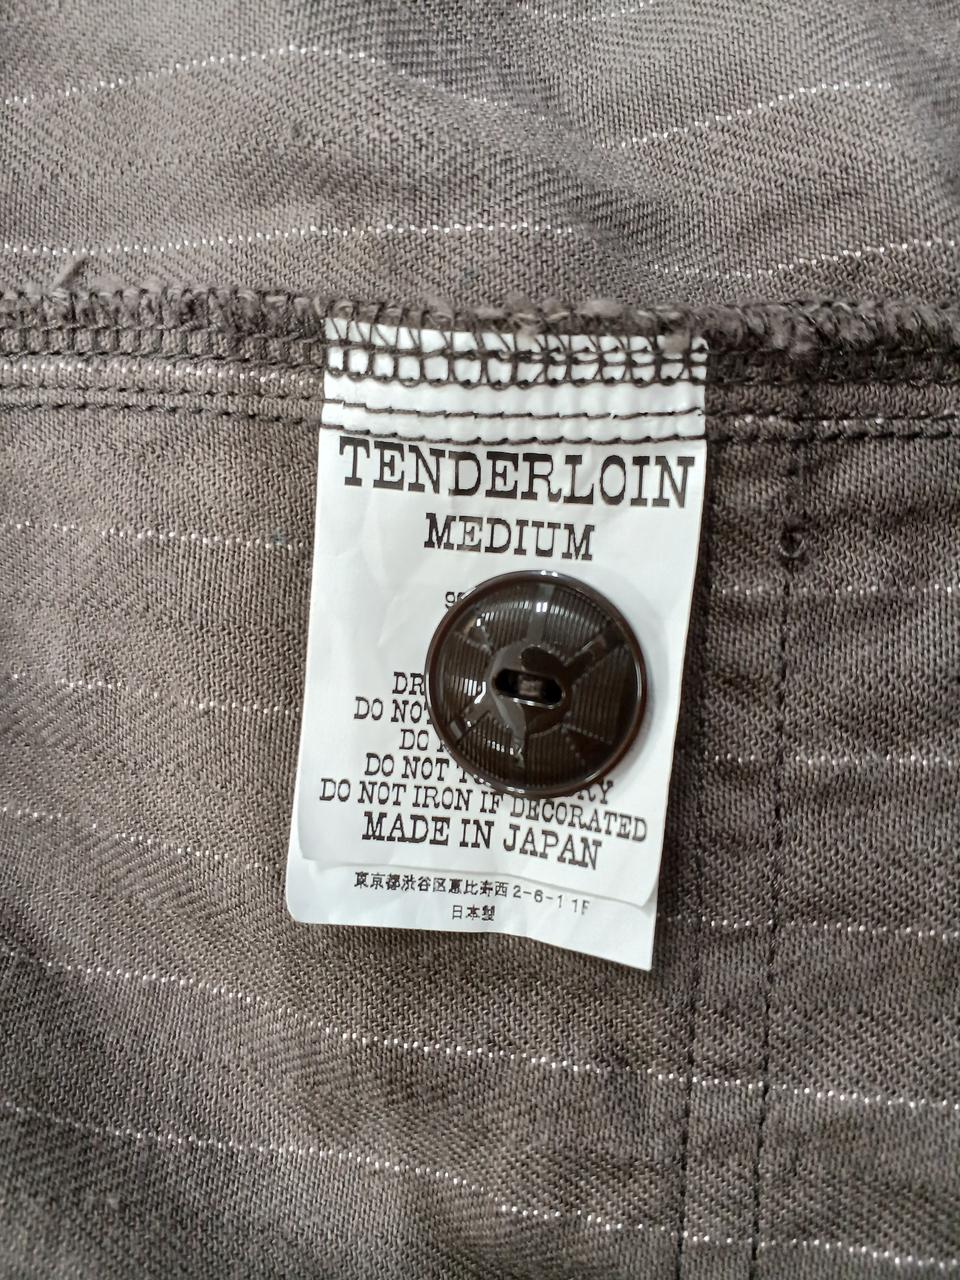 TENDERLOIN
MEDIUM
DO
DO
DO NOT
DO NOT IRON IF DECORATED
MADE IN JAPAN
東京都渋谷区恵比寿西2-6-1 1F
日本製